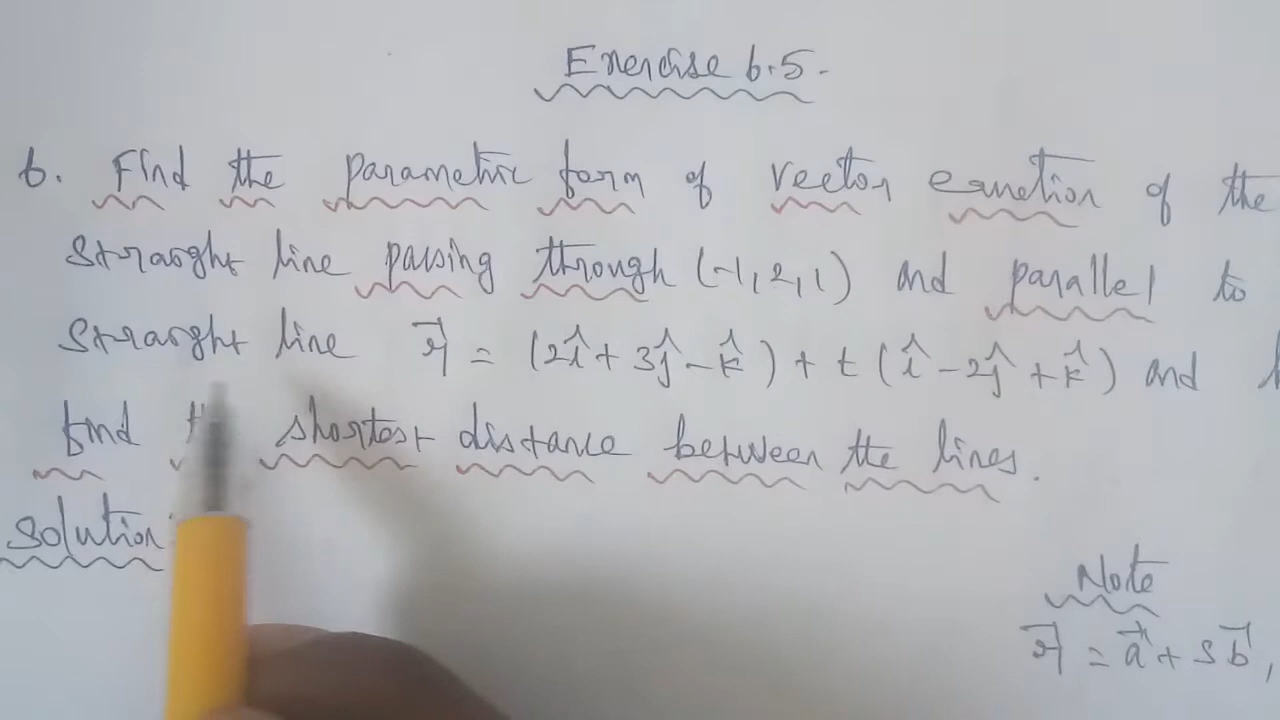 Exercise 6.5.
6. Find the parametric form of vector equation of the
straight line passing through (-1, 2, 1) and parallel to
straight line r⃗ = (2î + 3ĵ - k̂) + t (î - 2ĵ + k̂) and
find shortest distance between the lines.
Solution
Note
r⃗ = a⃗ + s b⃗,